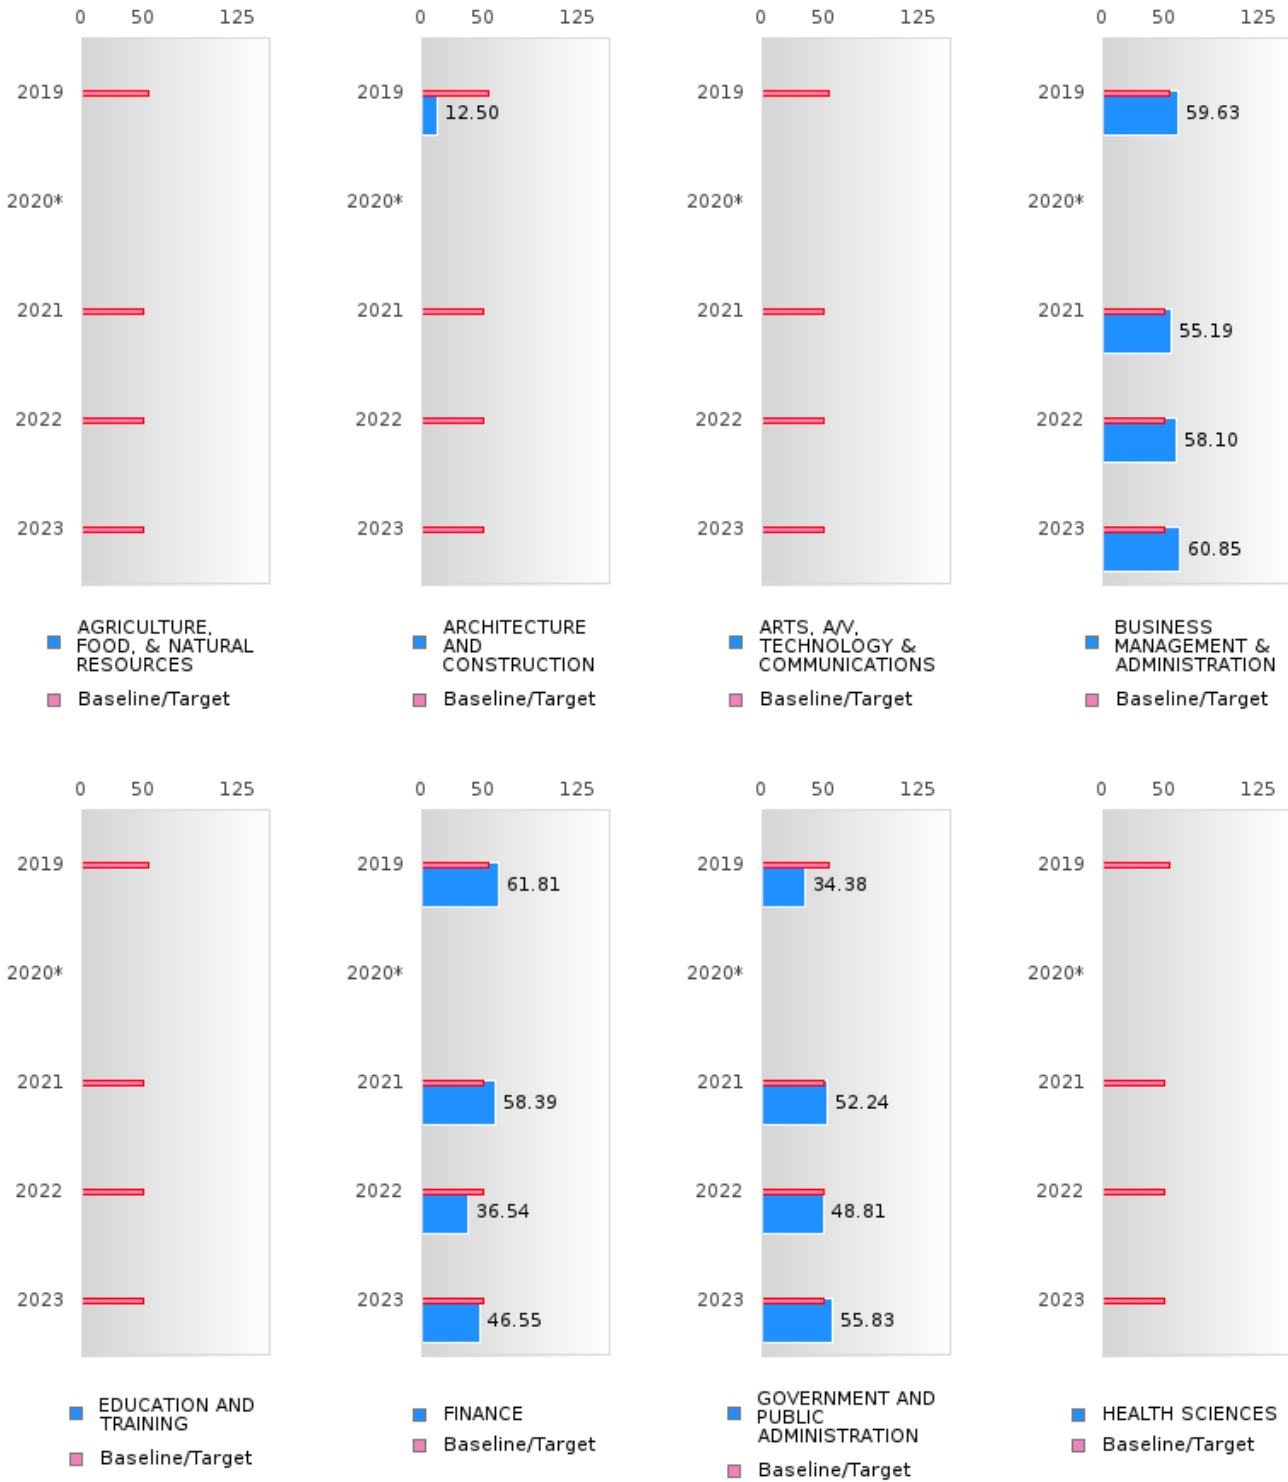 0 50 125
2019
2020*
2021
2022
2023
AGRICULTURE,
FOOD, & NATURAL
RESOURCES
Baseline/Target
0 50 125
2019
12.50
2020*
2021
2022
2023
ARCHITECTURE
AND
CONSTRUCTION
Baseline/Target
0 50 125
2019
2020*
2021
2022
2023
ARTS, A/V,
TECHNOLOGY &
COMMUNICATIONS
Baseline/Target
0 50 125
2019
59.63
2020*
2021
55.19
2022
58.10
2023
60.85
BUSINESS
MANAGEMENT &
ADMINISTRATION
Baseline/Target
0 50 125
2019
2020*
2021
2022
2023
EDUCATION AND
TRAINING
Baseline/Target
0 50 125
2019
61.81
2020*
2021
58.39
2022
36.54
2023
46.55
FINANCE
Baseline/Target
0 50 125
2019
34.38
2020*
2021
52.24
2022
48.81
2023
55.83
GOVERNMENT AND
PUBLIC
ADMINISTRATION
Baseline/Target
0 50 125
2019
2020*
2021
2022
2023
HEALTH SCIENCES
Baseline/Target